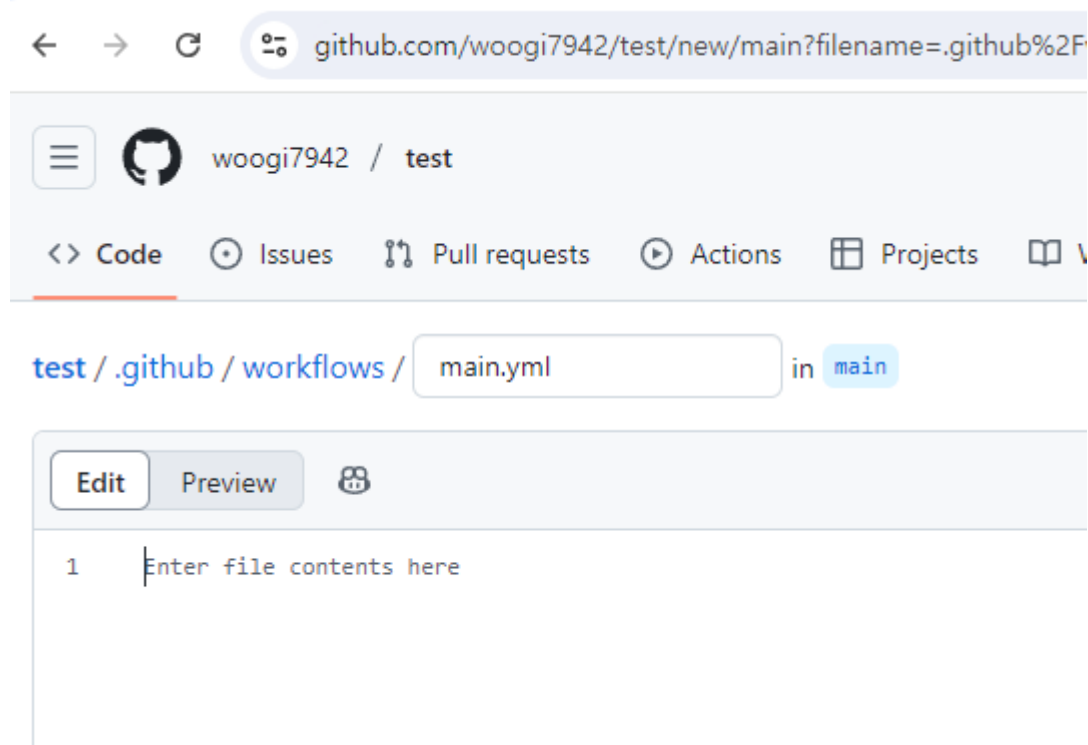 github.com/woogi7942/test/new/main?filename=.github%2F
woogi7942 / test
Code Issues Pull requests Actions Projects
test / .github / workflows / main.yml in main
Edit Preview
1 Enter file contents here